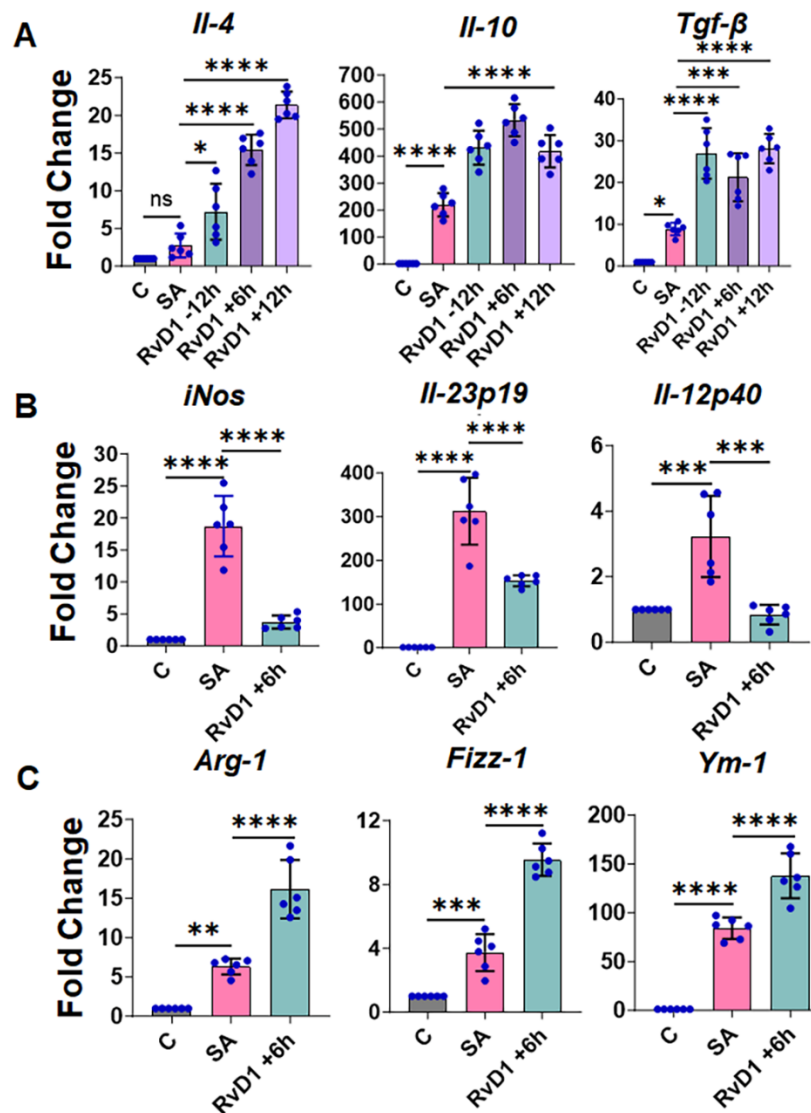 A
Il-4
Il-10
Tgf-β
Fold Change
25
20
15
10
5
0
ns
*
****
****
C
SA
RvD1 -12h
RvD1 +6h
RvD1 +12h
700
600
500
400
300
200
100
0
****
****
C
SA
RvD1 -12h
RvD1 +6h
RvD1 +12h
40
30
20
10
0
*
****
***
****
C
SA
RvD1 -12h
RvD1 +6h
RvD1 +12h
B
iNos
Il-23p19
Il-12p40
Fold Change
30
25
20
15
10
5
0
****
****
C
SA
RvD1 +6h
400
300
200
100
0
****
****
C
SA
RvD1 +6h
6
4
2
0
***
***
C
SA
RvD1 +6h
C
Arg-1
Fizz-1
Ym-1
Fold Change
25
20
15
10
5
0
**
****
C
SA
RvD1 +6h
12
8
4
0
***
****
C
SA
RvD1 +6h
200
150
100
50
0
****
****
C
SA
RvD1 +6h